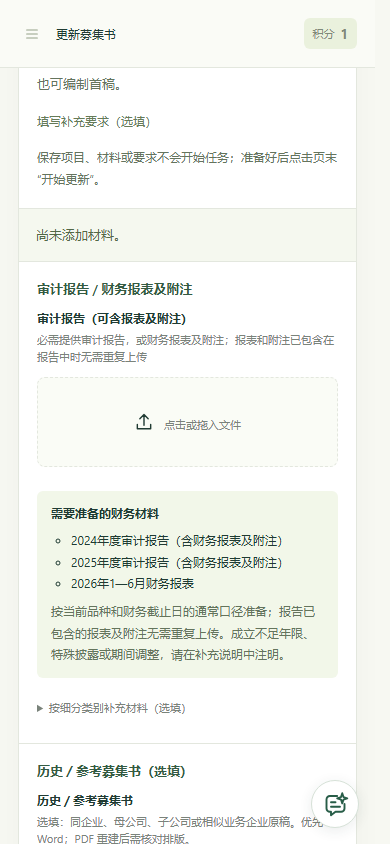 更新募集书
积分 1
也可编制首稿。
填写补充要求（选填）
保存项目、材料或要求不会开始任务；准备好后点击页末
“开始更新”。
尚未添加材料。
审计报告 / 财务报表及附注
审计报告（可含报表及附注）
必需提供审计报告，或财务报表及附注；报表和附注已包含在
报告中时无需重复上传
点击或拖入文件
需要准备的财务材料
2024年度审计报告（含财务报表及附注）
2025年度审计报告（含财务报表及附注）
2026年1—6月财务报表
按当前品种和财务截止日的通常口径准备；报告已
包含的报表及附注无需重复上传。成立不足年限、
特殊披露或期间调整，请在补充说明中注明。
按细分类别补充材料（选填）
历史 / 参考募集书（选填）
历史 / 参考募集书
选填：同企业、母公司、子公司或相似业务企业原稿。优先
Word；PDF 重建后需核对排版。